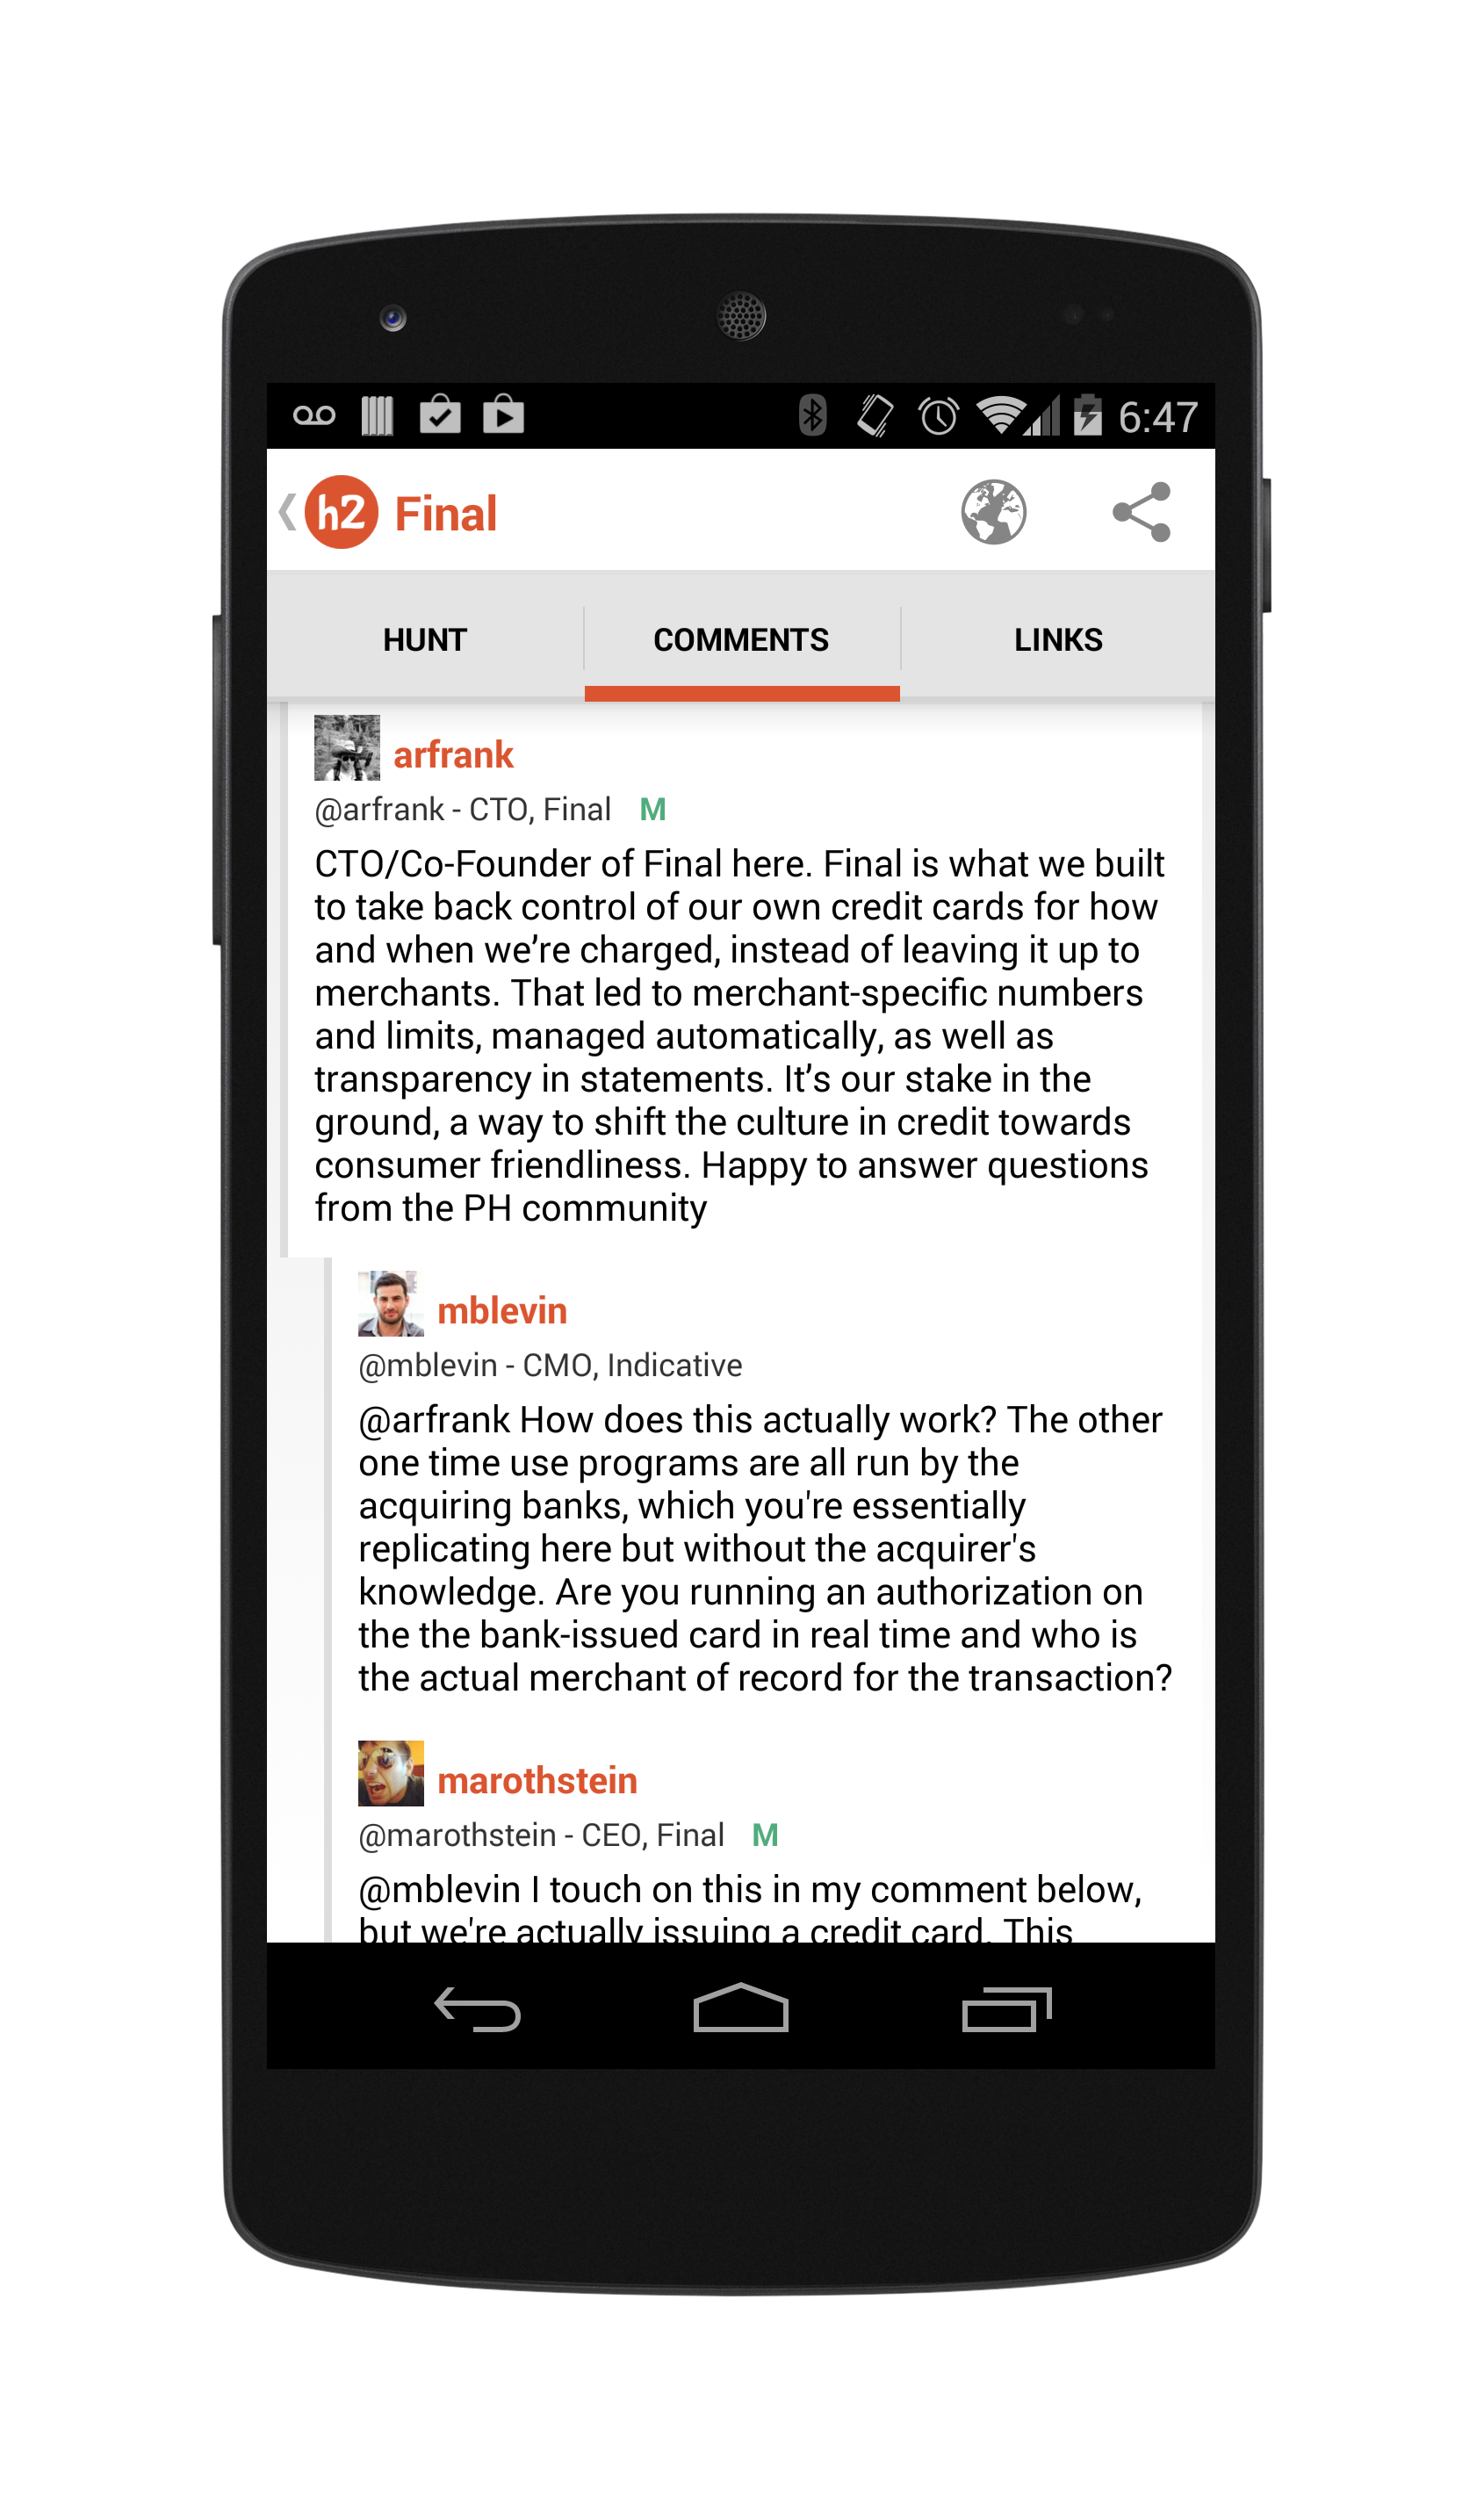 6:47
h2 Final
HUNT COMMENTS LINKS
arfrank
@arfrank - CTO, Final M
CTO/Co-Founder of Final here. Final is what we built
to take back control of our own credit cards for how
and when we’re charged, instead of leaving it up to
merchants. That led to merchant-specific numbers
and limits, managed automatically, as well as
transparency in statements. It’s our stake in the
ground, a way to shift the culture in credit towards
consumer friendliness. Happy to answer questions
from the PH community
mblevin
@mblevin - CMO, Indicative
@arfrank How does this actually work? The other
one time use programs are all run by the
acquiring banks, which you're essentially
replicating here but without the acquirer's
knowledge. Are you running an authorization on
the the bank-issued card in real time and who is
the actual merchant of record for the transaction?
marothstein
@marothstein - CEO, Final M
@mblevin I touch on this in my comment below,
but we're actually issuing a credit card. This